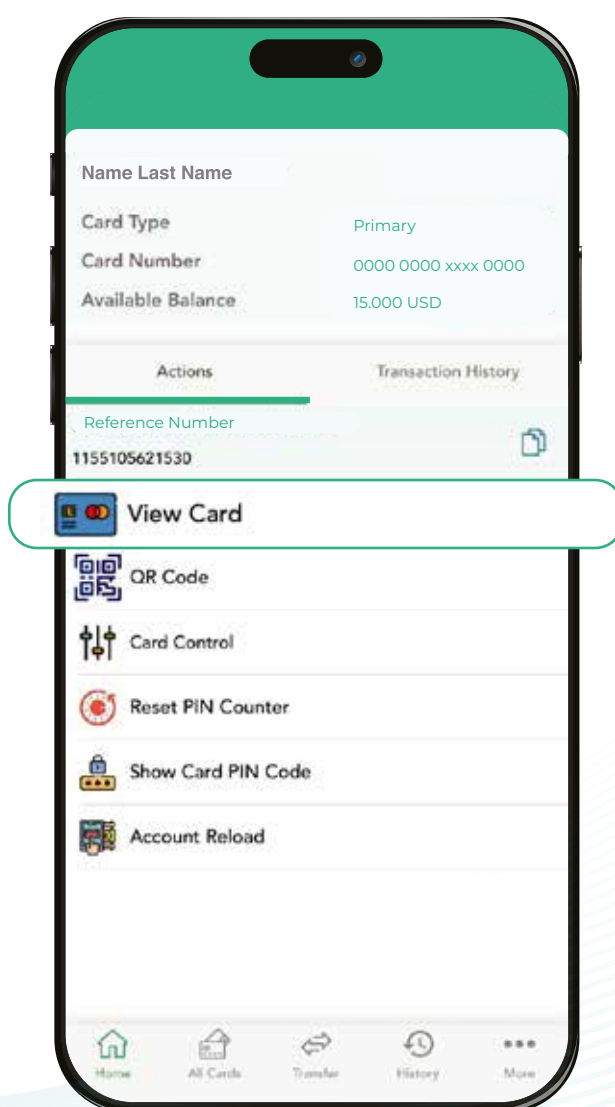 Name Last Name
Card Type Primary
Card Number 0000 0000 xxxx 0000
Available Balance 15.000 USD
Actions Transaction History
Reference Number
1155105621530
View Card
QR Code
Card Control
Reset PIN Counter
Show Card PIN Code
Account Reload
Home All Cards Transfer History More